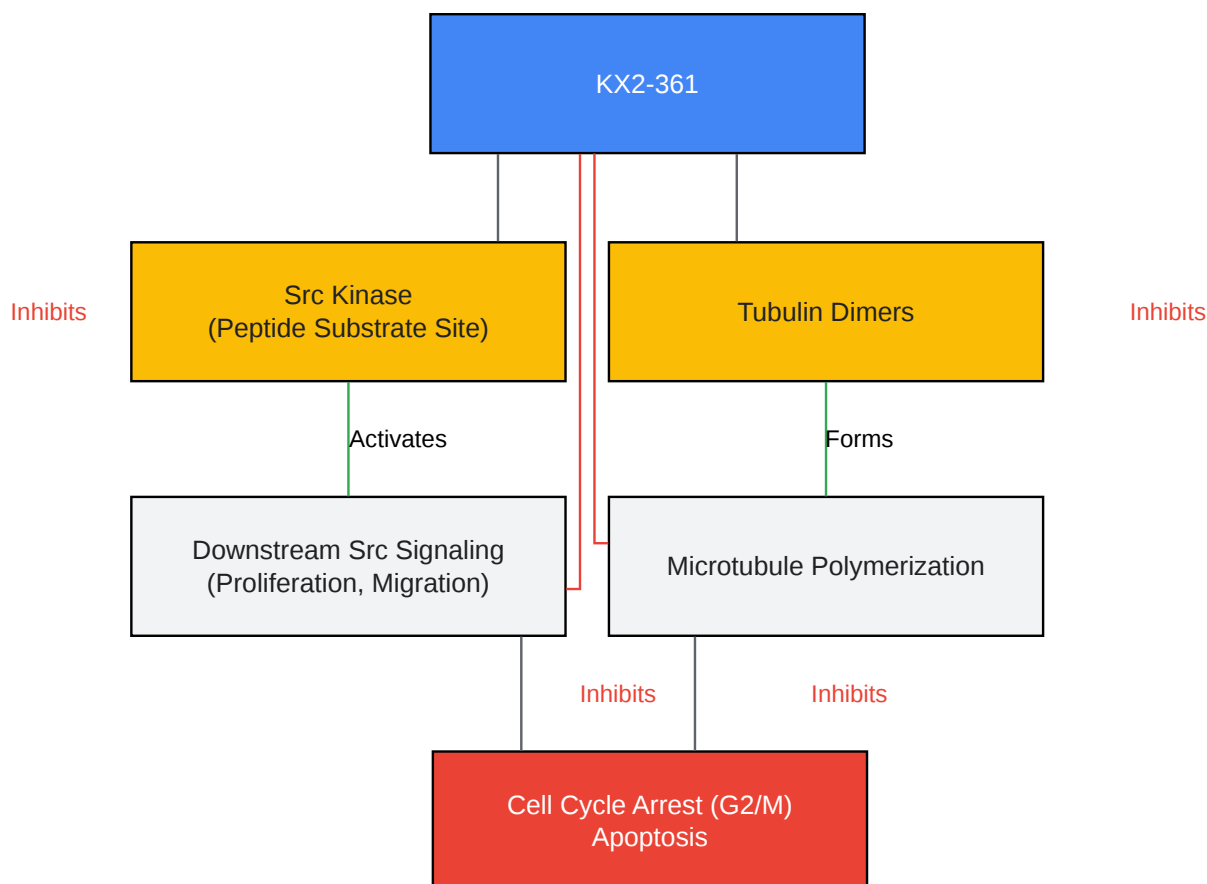 KX2-361
Src Kinase
(Peptide Substrate Site)
Inhibits
Tubulin Dimers
Inhibits
Activates
Forms
Downstream Src Signaling
(Proliferation, Migration)
Microtubule Polymerization
Inhibits
Inhibits
Cell Cycle Arrest (G2/M)
Apoptosis